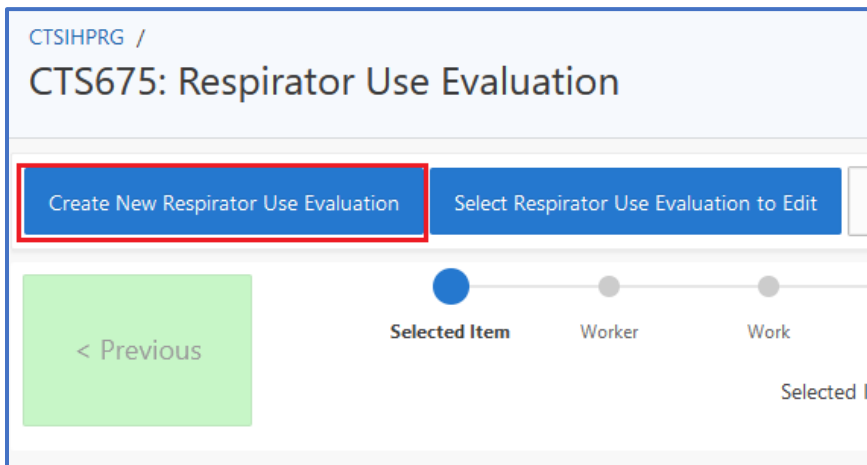 CTSIHPRG /
CTS675: Respirator Use Evaluation
Create New Respirator Use Evaluation
Select Respirator Use Evaluation to Edit
< Previous
Selected Item
Worker
Work
Selected